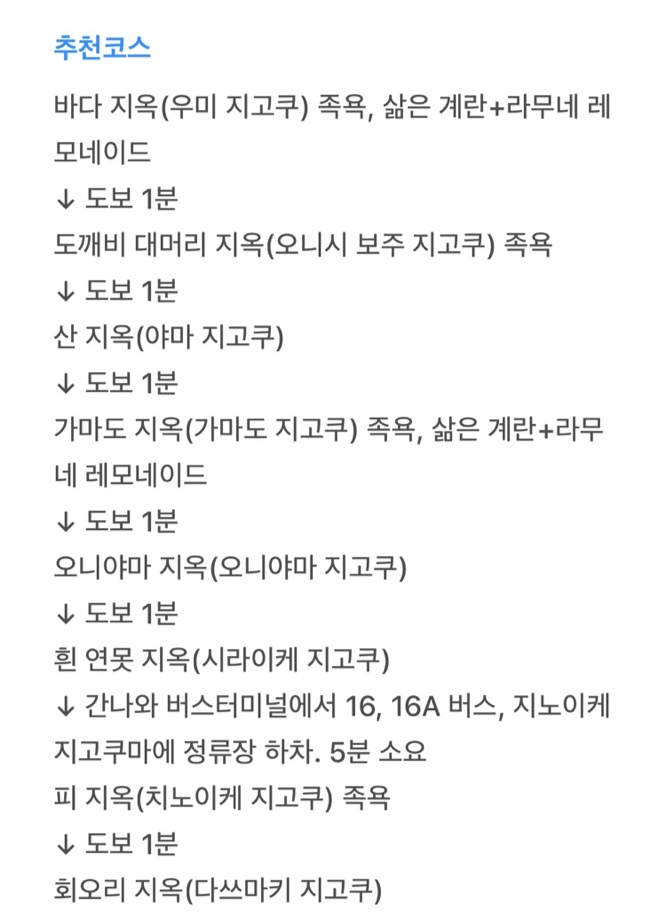 추천코스
바다 지옥(우미 지고쿠) 족욕, 삶은 계란+라무네 레
모네이드
↓ 도보 1분
도깨비 대머리 지옥(오니시 보주 지고쿠) 족욕
↓ 도보 1분
산 지옥(야마 지고쿠)
↓ 도보 1분
가마도 지옥(가마도 지고쿠) 족욕, 삶은 계란+라무
네 레모네이드
↓ 도보 1분
오니야마 지옥(오니야마 지고쿠)
↓ 도보 1분
흰 연못 지옥(시라이케 지고쿠)
↓ 간나와 버스터미널에서 16, 16A 버스, 지노이케
지고쿠마에 정류장 하차. 5분 소요
피 지옥(치노이케 지고쿠) 족욕
↓ 도보 1분
회오리 지옥(다쓰마키 지고쿠)